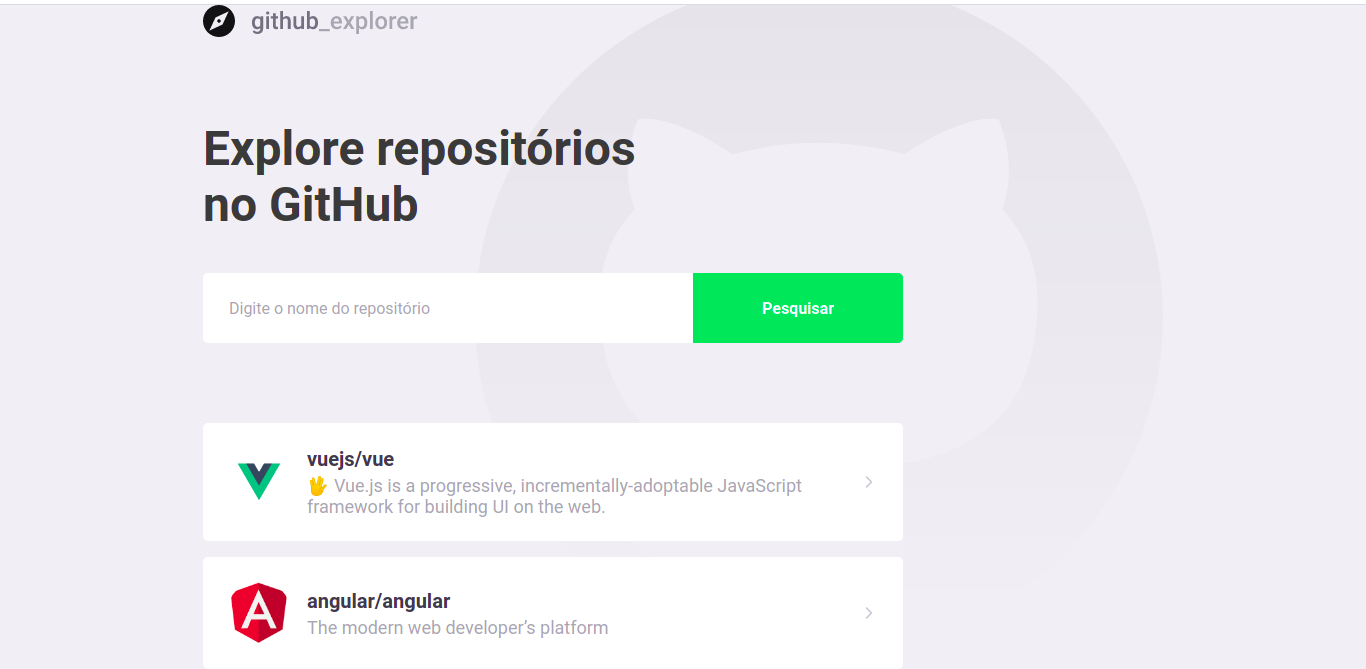 github_explorer
Explore repositórios
no GitHub
Digite o nome do repositório
Pesquisar
vuejs/vue
🖖 Vue.js is a progressive, incrementally-adoptable JavaScript
framework for building UI on the web.
angular/angular
The modern web developer’s platform